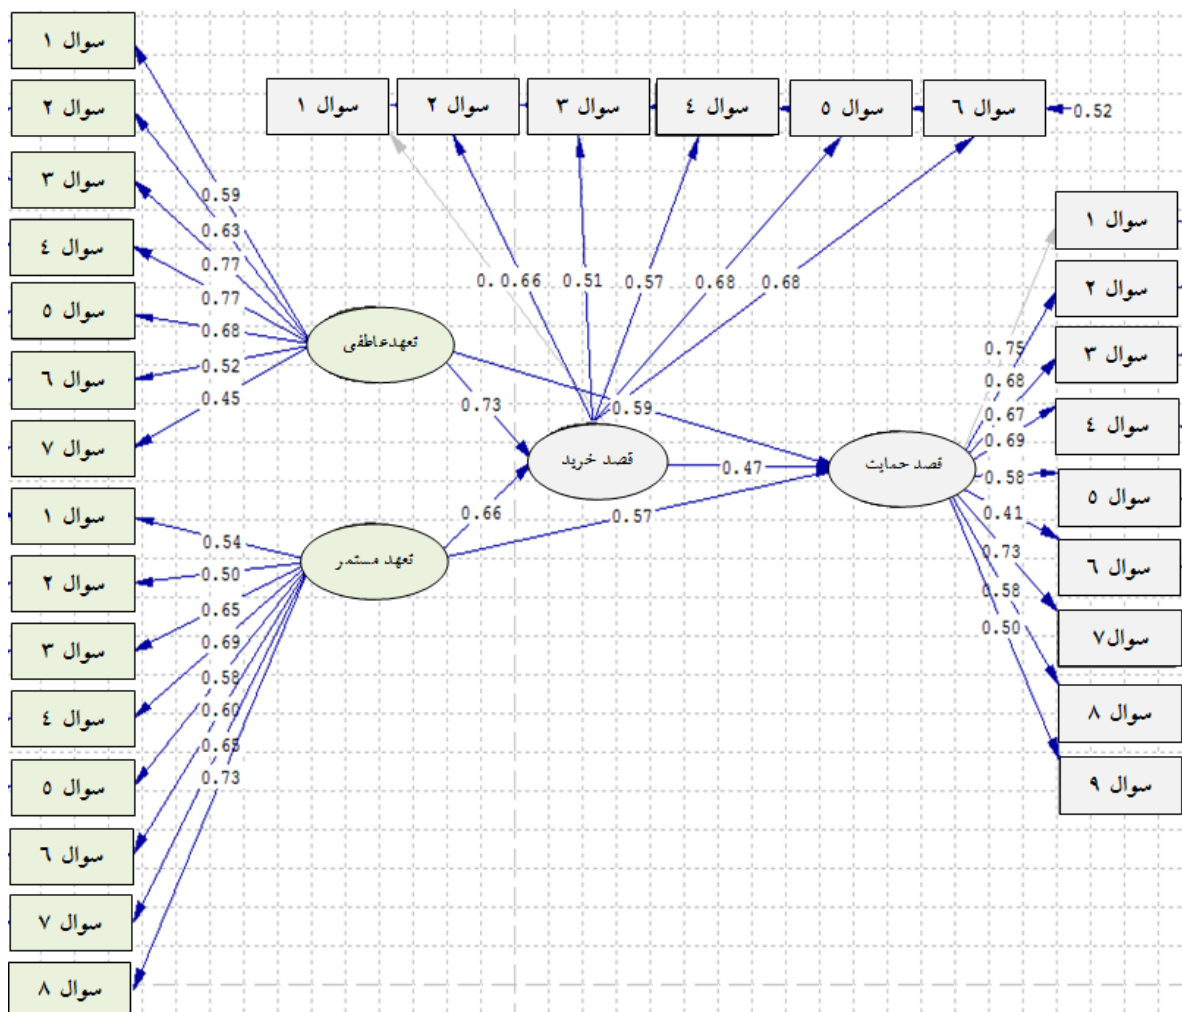 سوال ۱
سوال ۲
سوال ۳
سوال ٤
سوال ٥
سوال ٦
سوال ۷
0.59
0.63
0.77
0.77
0.68
0.52
0.45
سوال ۱
سوال ۲
سوال ۳
سوال ٤
سوال ٥
سوال ٦
سوال ۷
سوال ۸
0.54
0.50
0.65
0.69
0.58
0.60
0.65
0.73
سوال ۱
سوال ۲
سوال ۳
سوال ٤
سوال ٥
سوال ٦
0.52
0.66
0.51
0.57
0.68
0.68
تعهدعاطفی
تعهد مستمر
قصد خرید
قصد حمایت
0.73
0.59
0.47
0.66
0.57
0.75
0.68
0.67
0.69
0.58
0.41
0.73
0.58
0.50
سوال ۱
سوال ۲
سوال ۳
سوال ٤
سوال ٥
سوال ٦
سوال۷
سوال ۸
سوال ۹